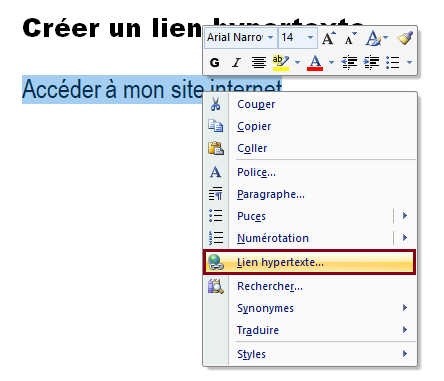 Créer un lien hypertexte
Arial Narrov 14
G I
Accéder à mon site internet
Couper
Copier
Coller
Police...
Paragraphe...
Puces
Numérotation
Lien hypertexte...
Rechercher...
Synonymes
Traduire
Styles